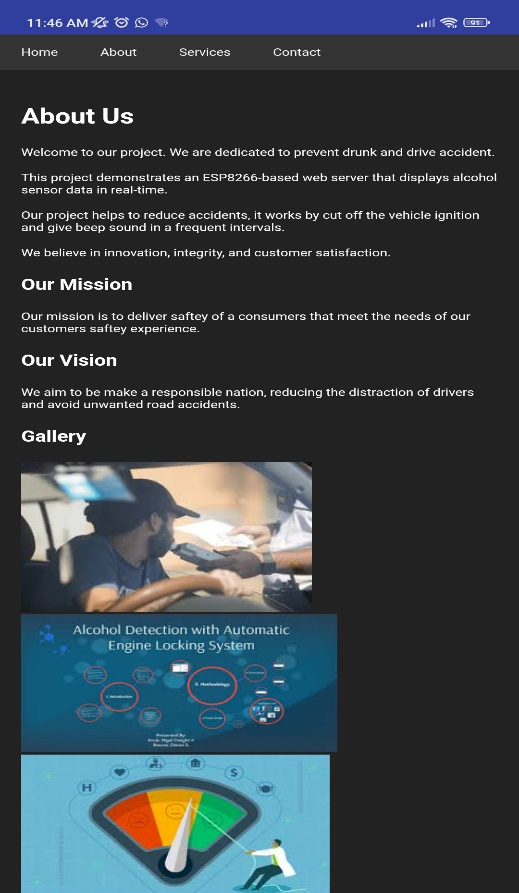 11:46 AM
91
Home About Services Contact
About Us
Welcome to our project. We are dedicated to prevent drunk and drive accident.
This project demonstrates an ESP8266-based web server that displays alcohol
sensor data in real-time.
Our project helps to reduce accidents, it works by cut off the vehicle ignition
and give beep sound in a frequent intervals.
We believe in innovation, integrity, and customer satisfaction.
Our Mission
Our mission is to deliver saftey of a consumers that meet the needs of our
customers saftey experience.
Our Vision
We aim to be make a responsible nation, reducing the distraction of drivers
and avoid unwanted road accidents.
Gallery
Alcohol Detection with Automatic
Engine Locking System
I. Introduction
II. Methodology
Presented By
H
$